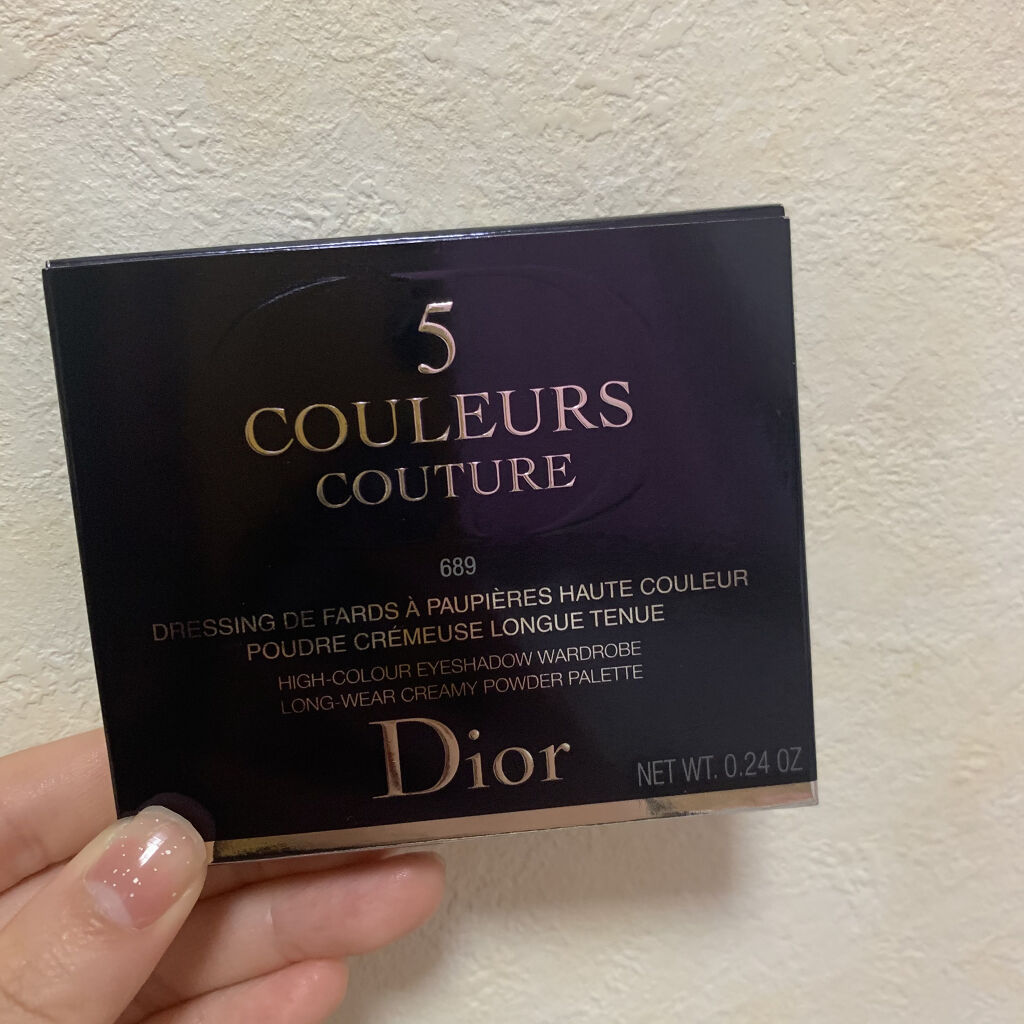 5
COULEURS
COUTURE
689
DRESSING DE FARDS À PAUPIÈRES HAUTE COULEUR
POUDRE CRÉMEUSE LONGUE TENUE
HIGH-COLOUR EYESHADOW WARDROBE
LONG-WEAR CREAMY POWDER PALETTE
Dior
NET WT. 0.24 OZ